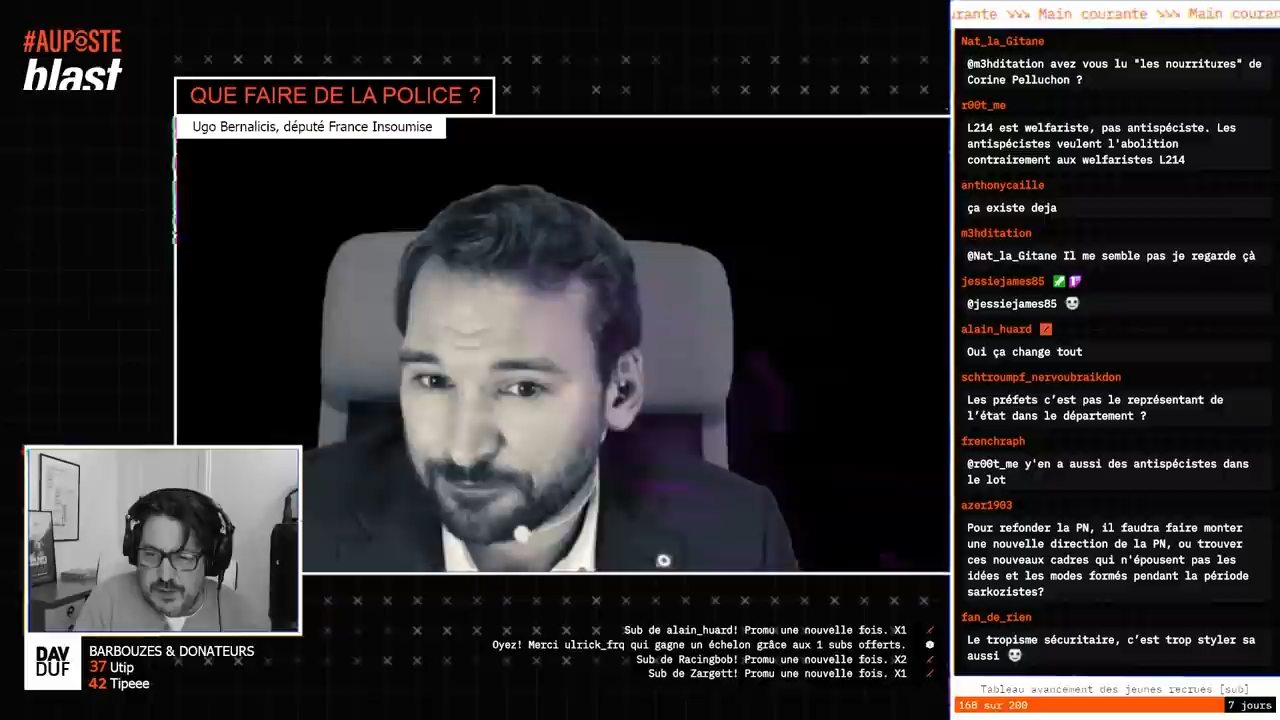 #AUPOSTE
blast
QUE FAIRE DE LA POLICE ?
Ugo Bernalicis, député France Insoumise
DAV
DUF
BARBOUZES & DONATEURS
37 Utip
42 Tipeee
Sub de alain_huard! Promu une nouvelle fois. X1
Oyez! Merci ulrick_frq qui gagne un échelon grâce aux 1 subs offerts.
Sub de Racingbob! Promu une nouvelle fois. X2
Sub de Zargett! Promu une nouvelle fois. X1
rante >>> Main courante >>> Main couran
Nat_la_Gitane
@m3hditation avez vous lu "les nourritures" de
Corine Pelluchon ?
r00t_me
L214 est welfariste, pas antispéciste. Les
antispécistes veulent l'abolition
contrairement aux welfaristes L214
anthonycaille
ça existe deja
m3hditation
@Nat_la_Gitane Il me semble pas je regarde çà
jessiejames85
@jessiejames85
alain_huard
Oui ça change tout
schtroumpf_nervoubraikdon
Les préfets c’est pas le représentant de
l’état dans le département ?
frenchraph
@r00t_me y'en a aussi des antispécistes dans
le lot
azer1903
Pour refonder la PN, il faudra faire monter
une nouvelle direction de la PN, ou trouver
ces nouveaux cadres qui n'épousent pas les
idées et les modes formés pendant la période
sarkozistes?
fan_de_rien
Le tropisme sécuritaire, c’est trop styler sa
aussi
Tableau avancement des jeunes recrues [sub]
168 sur 200
7 jours